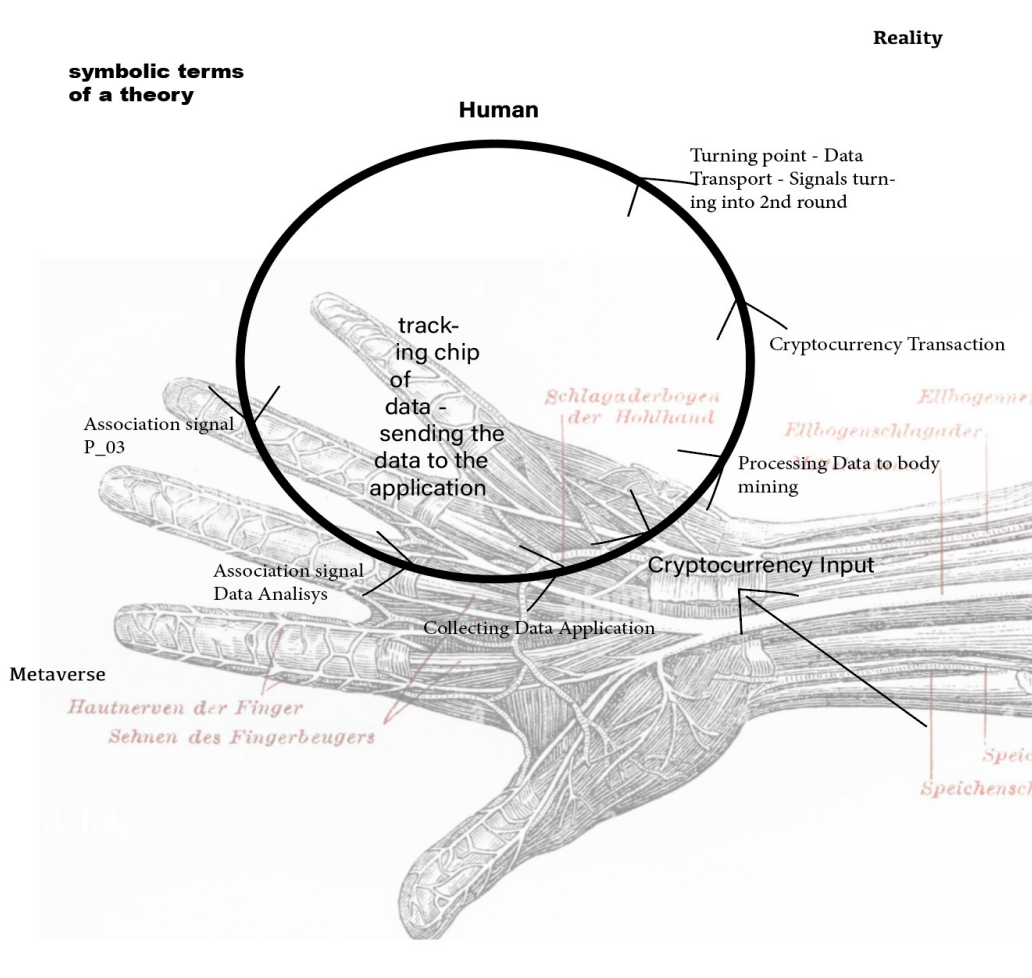 Reality
symbolic terms
of a theory
Human
Turning point - Data
Transport - Signals turn-
ing into 2nd round
Cryptocurrency Transaction
track-
ing chip
of
data -
sending the
data to the
application
Schlagaderbogen
der Hohlhand
Ellbogenner
Ellbogenschlagader
Association signal
P_03
Processing Data to body
mining
Cryptocurrency Input
Association signal
Data Analisys
Collecting Data Application
Metaverse
Hautnerven der Finger
Sehnen des Fingerbeugers
Speic
Speichensch